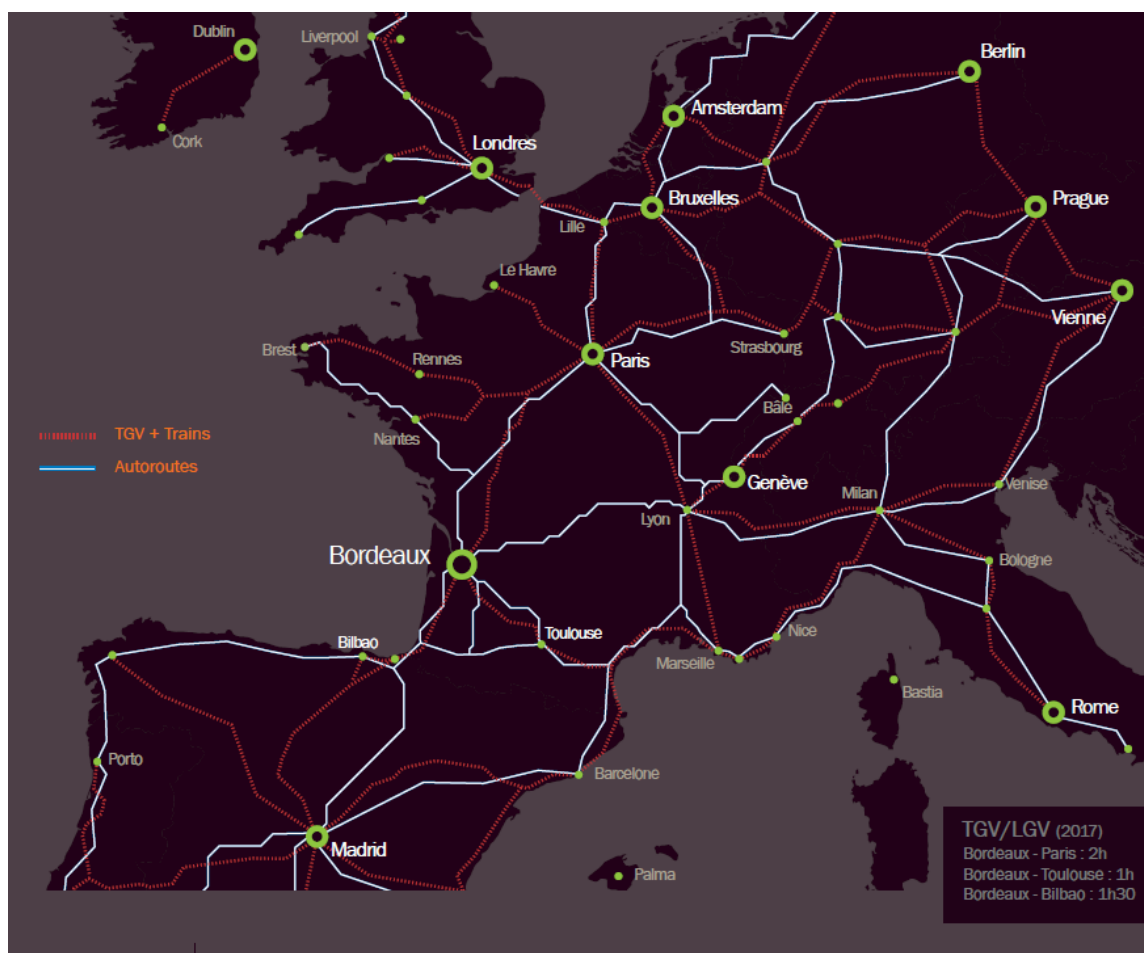 Dublin
Liverpool
Berlin
Amsterdam
Cork
Londres
Bruxelles
Prague
Lille
Le Havre
Vienne
Brest
Rennes
Paris
Strasbourg
Bâle
Nantes
TGV + Trains
Autoroutes
Genève
Milan
Venise
Lyon
Bordeaux
Bologne
Bilbao
Toulouse
Nice
Marseille
Bastia
Rome
Porto
Barcelone
Madrid
Palma
TGV/LGV (2017)
Bordeaux - Paris : 2h
Bordeaux - Toulouse : 1h
Bordeaux - Bilbao : 1h30